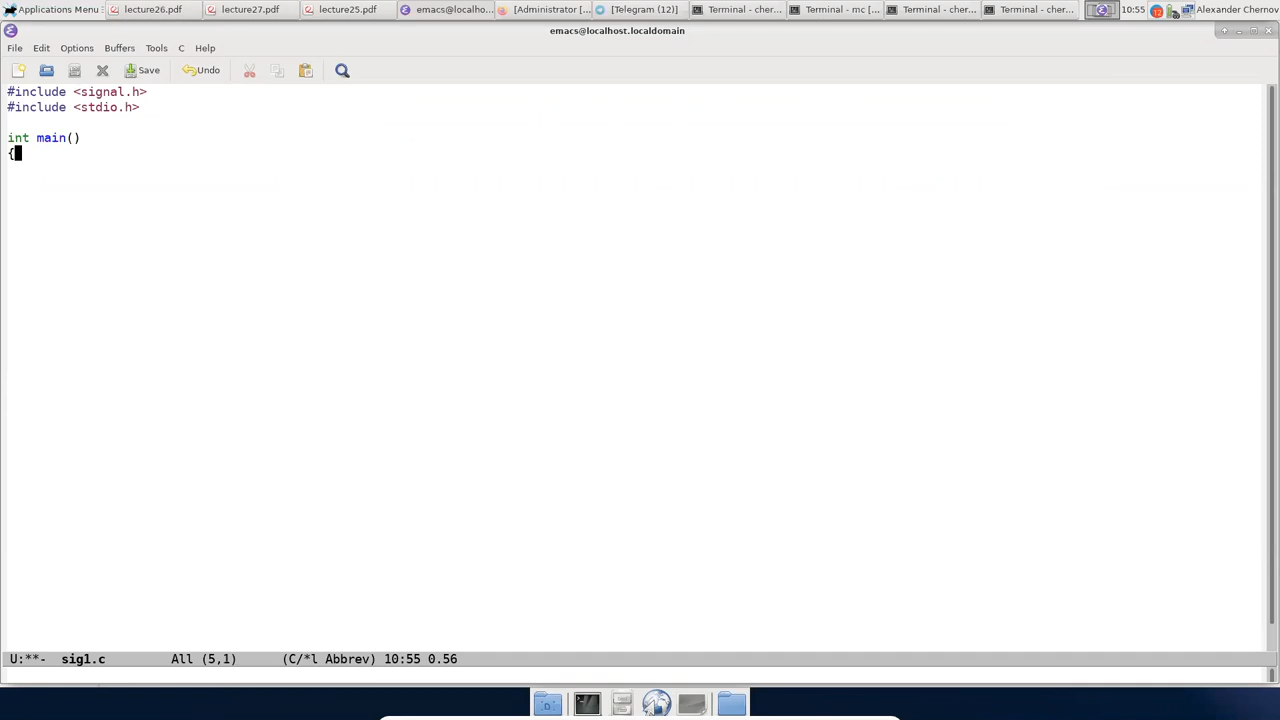 Applications Menu
lecture26.pdf
lecture27.pdf
lecture25.pdf
emacs@localho...
[Administrator [...
[Telegram (12)]
Terminal - cher...
Terminal - mc [...
Terminal - cher...
Terminal - cher...
10:55
12
Alexander Chernov
emacs@localhost.localdomain
File Edit Options Buffers Tools C Help
Save
Undo
#include <signal.h>
#include <stdio.h>
int main()
{
U:**- sig1.c All (5,1) (C/*l Abbrev) 10:55 0.56